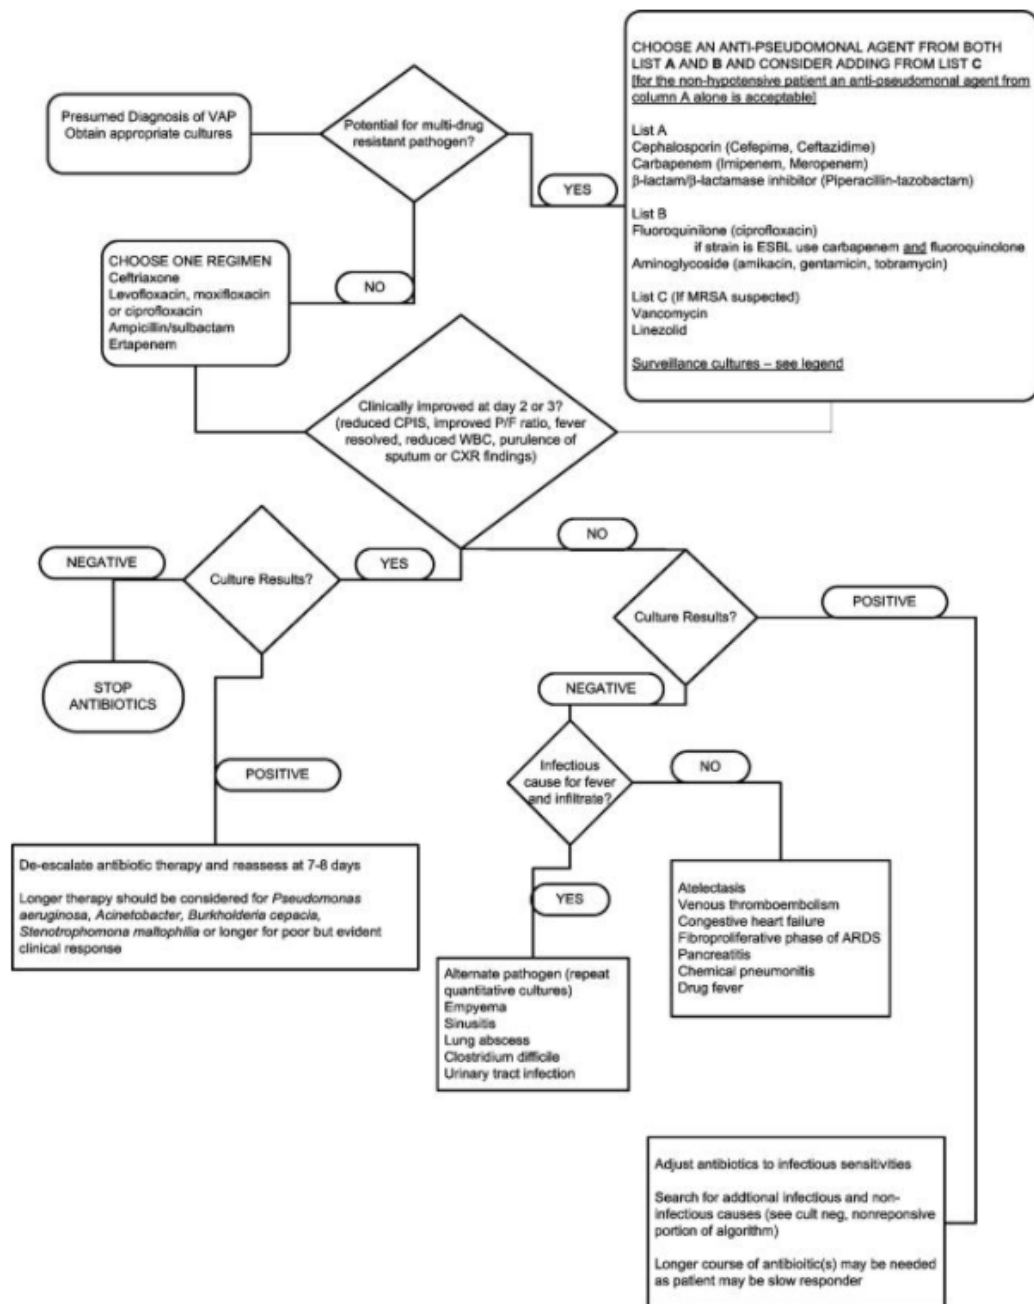 Presumed Diagnosis of VAP
Obtain appropriate cultures
Potential for multi-drug
resistant pathogen?
YES
CHOOSE AN ANTI-PSEUDOMONAL AGENT FROM BOTH
LIST A AND B AND CONSIDER ADDING FROM LIST C
[for the non-hypotensive patient an anti-pseudomonal agent from
column A alone is acceptable]
List A
Cephalosporin (Cefepime, Ceftazidime)
Carbapenem (Imipenem, Meropenem)
β-lactam/β-lactamase inhibitor (Piperacillin-tazobactam)
List B
Fluoroquinilone (ciprofloxacin)
if strain is ESBL use carbapenem and fluoroquinolone
Aminoglycoside (amikacin, gentamicin, tobramycin)
List C (If MRSA suspected)
Vancomycin
Linezolid
Surveillance cultures – see legend
NO
CHOOSE ONE REGIMEN
Ceftriaxone
Levofloxacin, moxifloxacin
or ciprofloxacin
Ampicillin/sulbactam
Ertapenem
Clinically improved at day 2 or 3?
(reduced CPIS, improved P/F ratio, fever
resolved, reduced WBC, purulence of
sputum or CXR findings)
NEGATIVE
Culture Results?
YES
NO
Culture Results?
POSITIVE
STOP
ANTIBIOTICS
NEGATIVE
POSITIVE
Infectious
cause for fever
and infiltrate?
NO
De-escalate antibiotic therapy and reassess at 7-8 days
Longer therapy should be considered for Pseudomonas
aeruginosa, Acinetobacter, Burkholderia cepacia,
Stenotrophomona maltophilia or longer for poor but evident
clinical response
YES
Atelectasis
Venous thromboembolism
Congestive heart failure
Fibroproliferative phase of ARDS
Pancreatitis
Chemical pneumonitis
Drug fever
Alternate pathogen (repeat
quantitative cultures)
Empyema
Sinusitis
Lung abscess
Clostridium difficile
Urinary tract infection
Adjust antibiotics to infectious sensitivities
Search for addtional infectious and non-
infectious causes (see cult neg, nonreponsive
portion of algorithm)
Longer course of antibioitic(s) may be needed
as patient may be slow responder